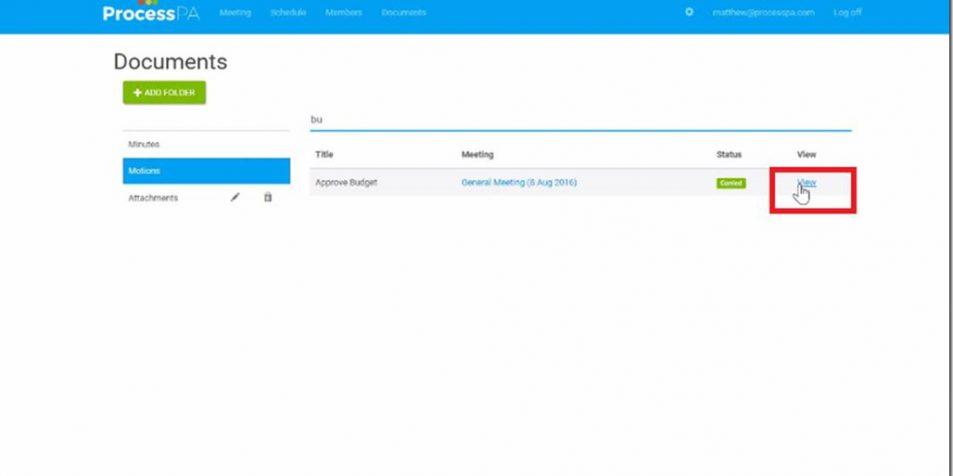 ProcessPA Meeting Schedule Members Documents matthew@processpa.com Log off
Documents
+ ADD FOLDER
bu
Minutes
Motions
Attachments
Title Meeting Status View
Approve Budget General Meeting (8 Aug 2016) Carried View